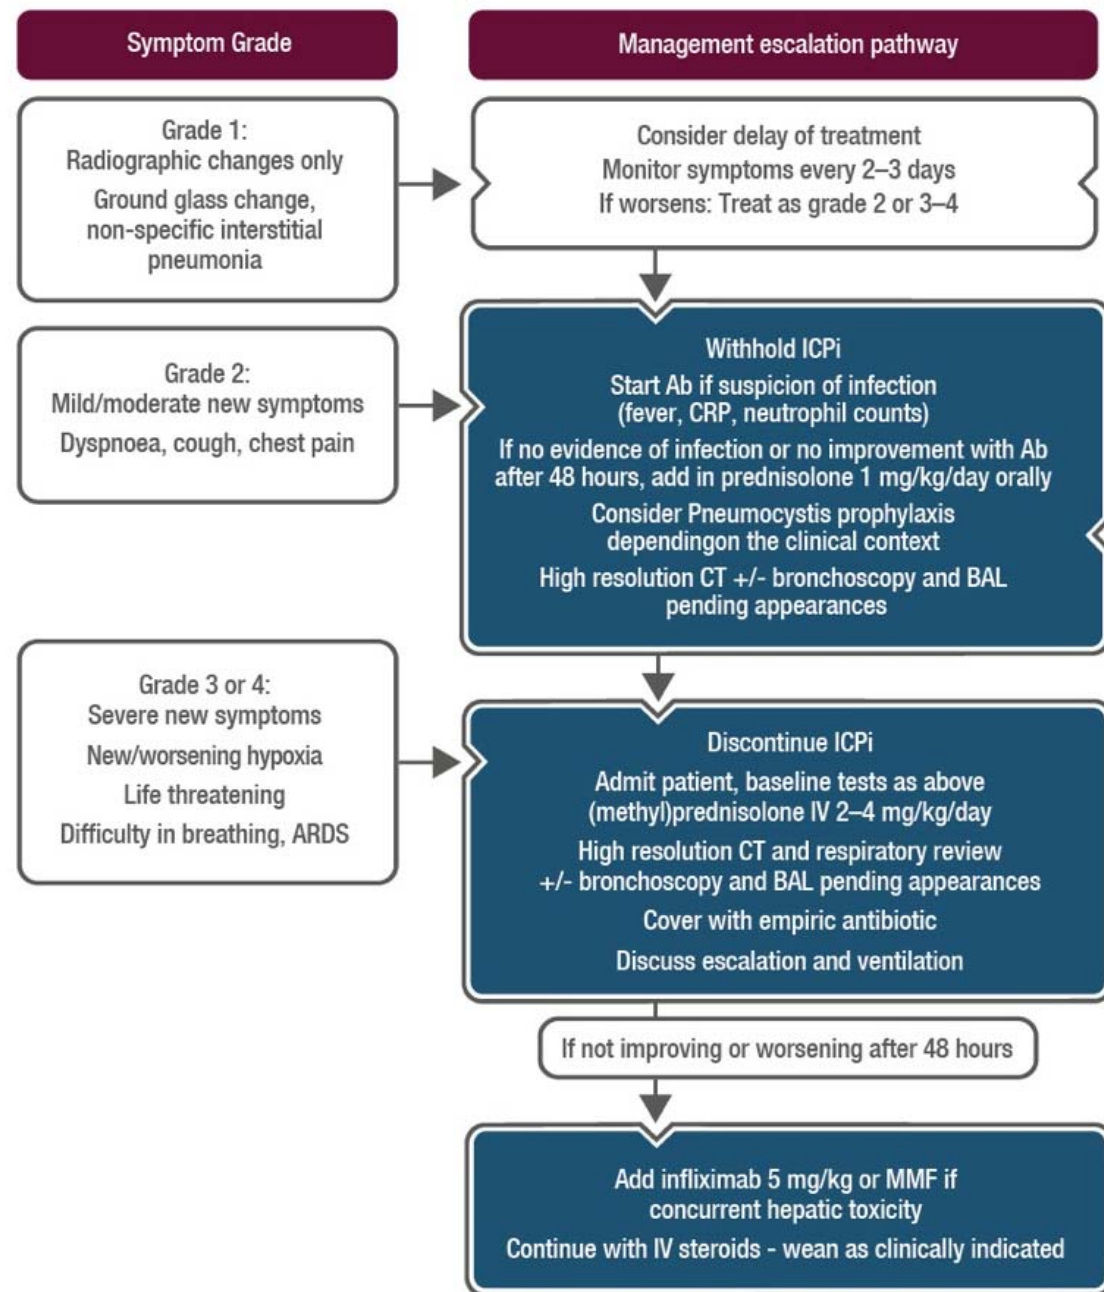 Symptom Grade
Management escalation pathway
Grade 1:
Radiographic changes only
Ground glass change,
non-specific interstitial
pneumonia
Consider delay of treatment
Monitor symptoms every 2–3 days
If worsens: Treat as grade 2 or 3–4
Grade 2:
Mild/moderate new symptoms
Dyspnoea, cough, chest pain
Withhold ICPi
Start Ab if suspicion of infection
(fever, CRP, neutrophil counts)
If no evidence of infection or no improvement with Ab
after 48 hours, add in prednisolone 1 mg/kg/day orally
Consider Pneumocystis prophylaxis
dependingon the clinical context
High resolution CT +/- bronchoscopy and BAL
pending appearances
Grade 3 or 4:
Severe new symptoms
New/worsening hypoxia
Life threatening
Difficulty in breathing, ARDS
Discontinue ICPi
Admit patient, baseline tests as above
(methyl)prednisolone IV 2–4 mg/kg/day
High resolution CT and respiratory review
+/- bronchoscopy and BAL pending appearances
Cover with empiric antibiotic
Discuss escalation and ventilation
If not improving or worsening after 48 hours
Add infliximab 5 mg/kg or MMF if
concurrent hepatic toxicity
Continue with IV steroids - wean as clinically indicated